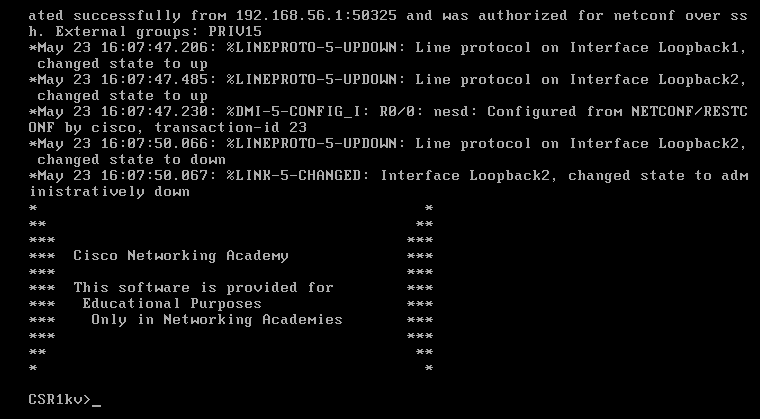 ated successfully from 192.168.56.1:50325 and was authorized for netconf over ss
h. External groups: PRIV15
*May 23 16:07:47.206: %LINEPROTO-5-UPDOWN: Line protocol on Interface Loopback1,
 changed state to up
*May 23 16:07:47.485: %LINEPROTO-5-UPDOWN: Line protocol on Interface Loopback2,
 changed state to up
*May 23 16:07:47.230: %DMI-5-CONFIG_I: R0/0: nesd: Configured from NETCONF/RESTC
ONF by cisco, transaction-id 23
*May 23 16:07:50.066: %LINEPROTO-5-UPDOWN: Line protocol on Interface Loopback2,
 changed state to down
*May 23 16:07:50.067: %LINK-5-CHANGED: Interface Loopback2, changed state to adm
inistratively down
*                                           *
**                                         **
***                                       ***
***  Cisco Networking Academy             ***
***                                       ***
***  This software is provided for        ***
***   Educational Purposes                ***
***    Only in Networking Academies       ***
***                                       ***
**                                         **
*                                           *
CSR1kv>_